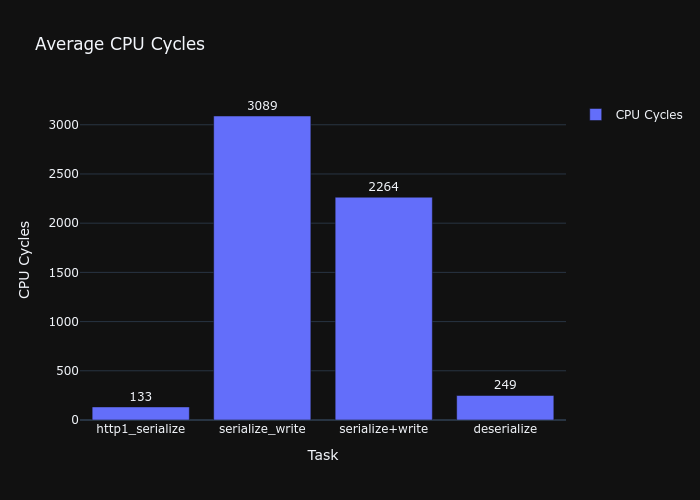 Average CPU Cycles
CPU Cycles
3000
2500
2000
1500
1000
500
0
CPU Cycles
133
3089
2264
249
http1_serialize
serialize_write
serialize+write
deserialize
Task